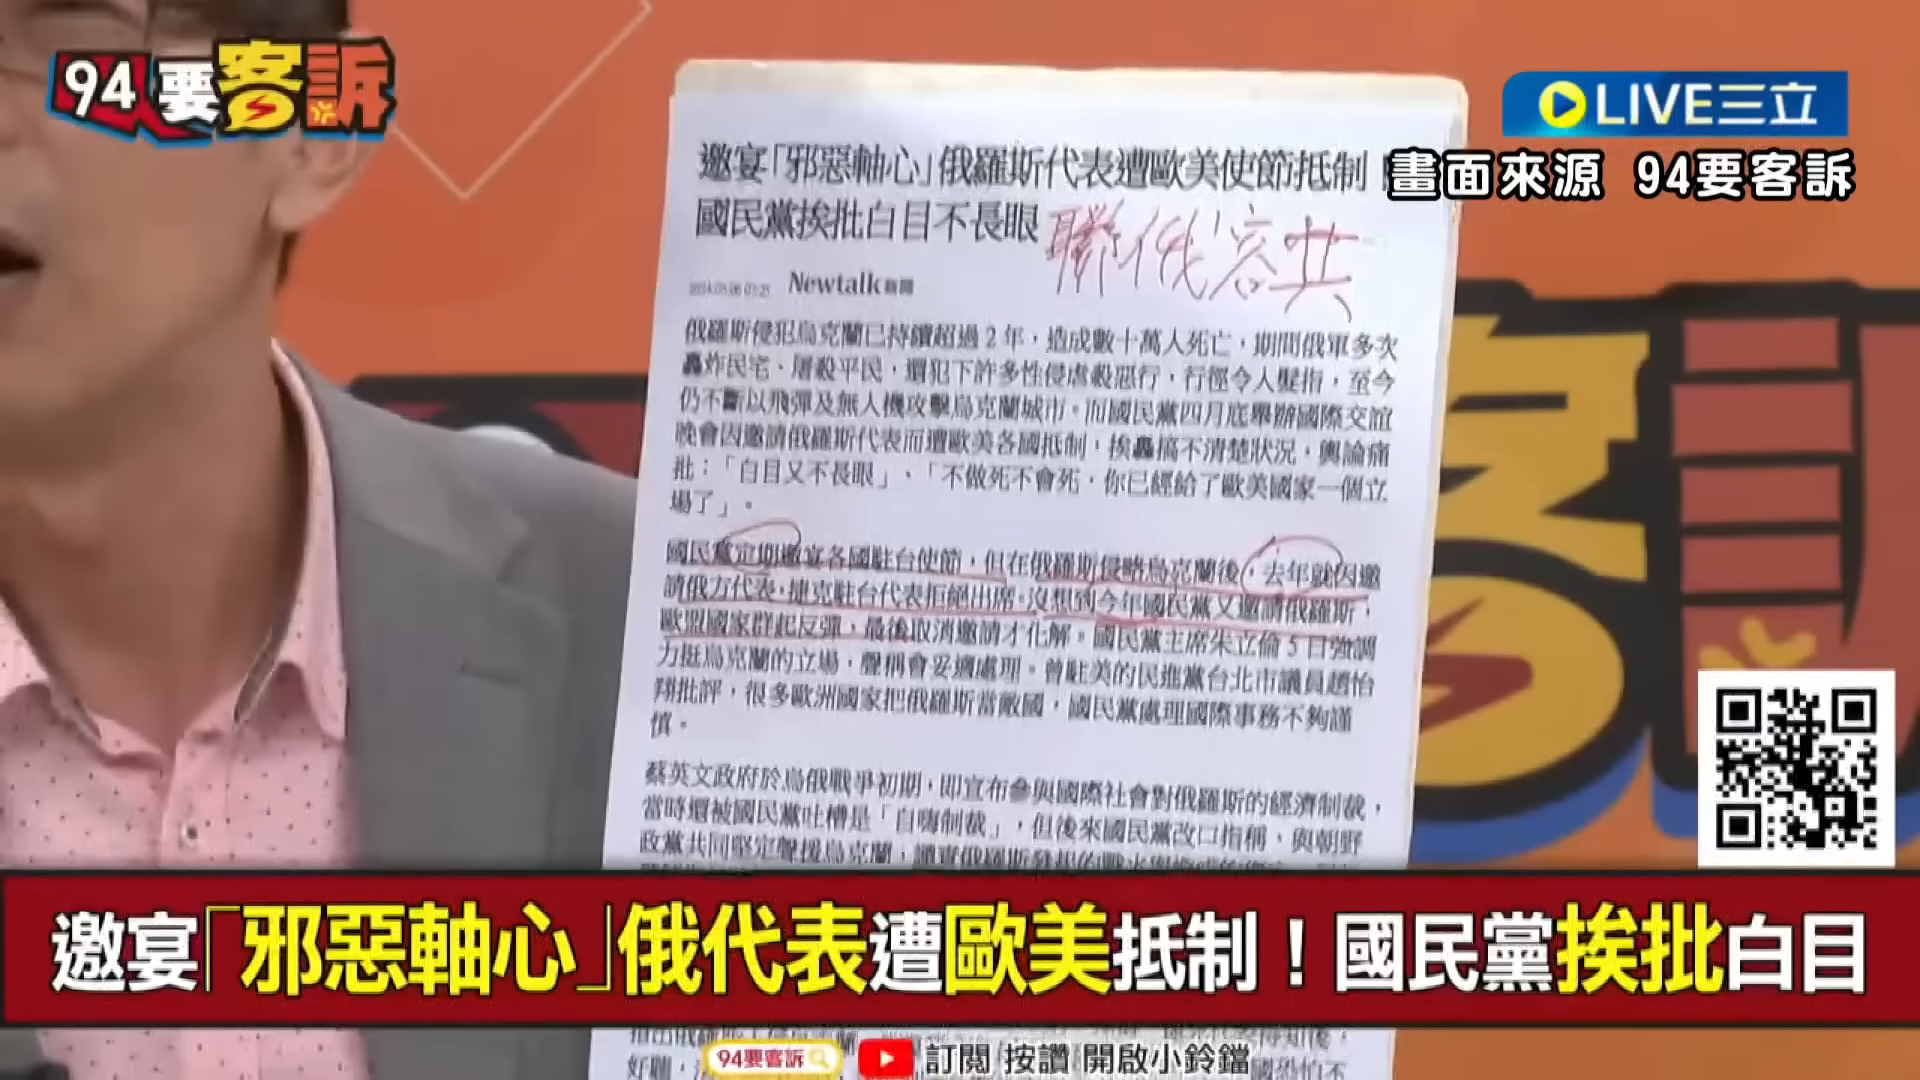 94要客訴
LIVE三立
畫面來源 94要客訴
邀宴「邪惡軸心」俄羅斯代表遭歐美使節抵制！
國民黨挨批白目不長眼
聯俄容共
Newtalk新聞
俄羅斯侵犯烏克蘭已持續超過2年，造成數十萬人死亡，期間俄軍多次
轟炸民宅、屠殺平民，還犯下許多性侵虐殺惡行，行徑令人髮指，至今
仍不斷以飛彈及無人機攻擊烏克蘭城市。而國民黨四月底舉辦國際交誼
晚會因邀請俄羅斯代表而遭歐美各國抵制，挨轟搞不清楚狀況，輿論痛
批：「白目又不長眼」、「不做死不會死，你已經給了歐美國家一個立
場了」。
國民黨定期邀宴各國駐台使節，但在俄羅斯侵略烏克蘭後，去年就因邀
請俄方代表，捷克駐台代表拒絕出席。沒想到今年國民黨又邀請俄羅斯，
歐盟國家群起反彈，最後取消邀請才化解。國民黨主席朱立倫5日強調
力挺烏克蘭的立場，聲稱會妥適處理。曾駐美的民進黨台北市議員趙怡
翔批評，很多歐洲國家把俄羅斯當敵國，國民黨處理國際事務不夠謹
慎。
蔡英文政府於烏俄戰爭初期，即宣布參與國際社會對俄羅斯的經濟制裁，
當時還被國民黨吐槽是「自嗨制裁」，但後來國民黨改口指稱，與朝野
政黨共同堅定聲援烏克蘭，譴責俄羅斯發起的戰火
邀宴「邪惡軸心」俄代表遭歐美抵制！國民黨挨批白目
94要客訴
訂閱 按讚 開啟小鈴鐺